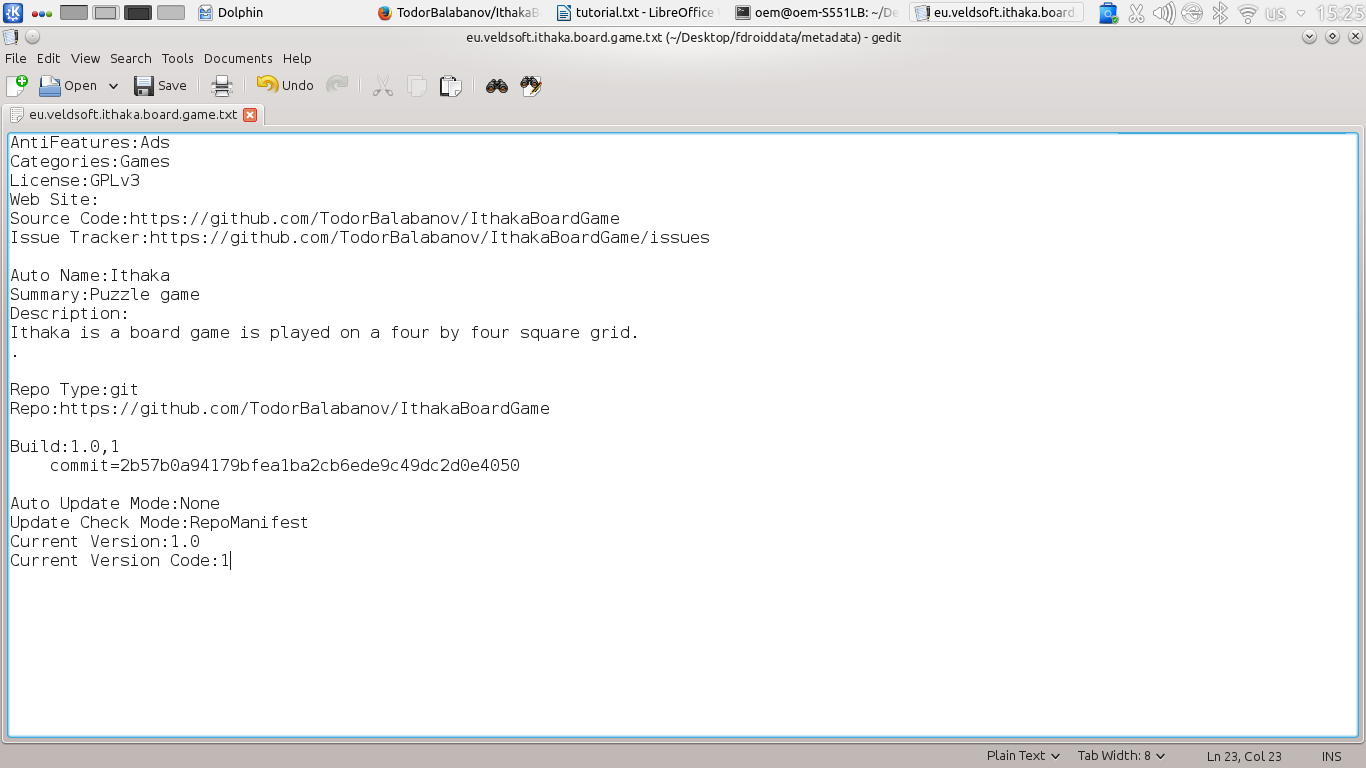 Dolphin
TodorBalabanov/IthakaB
tutorial.txt - LibreOffice
oem@oem-S551LB: ~/De
eu.veldsoft.ithaka.board
us
15:25
eu.veldsoft.ithaka.board.game.txt (~/Desktop/fdroiddata/metadata) - gedit
File Edit View Search Tools Documents Help
Open Save Undo
eu.veldsoft.ithaka.board.game.txt
AntiFeatures:Ads
Categories:Games
License:GPLv3
Web Site:
Source Code:https://github.com/TodorBalabanov/IthakaBoardGame
Issue Tracker:https://github.com/TodorBalabanov/IthakaBoardGame/issues
Auto Name:Ithaka
Summary:Puzzle game
Description:
Ithaka is a board game is played on a four by four square grid.
.
Repo Type:git
Repo:https://github.com/TodorBalabanov/IthakaBoardGame
Build:1.0,1
commit=2b57b0a94179bfea1ba2cb6ede9c49dc2d0e4050
Auto Update Mode:None
Update Check Mode:RepoManifest
Current Version:1.0
Current Version Code:1
Plain Text Tab Width: 8 Ln 23, Col 23 INS